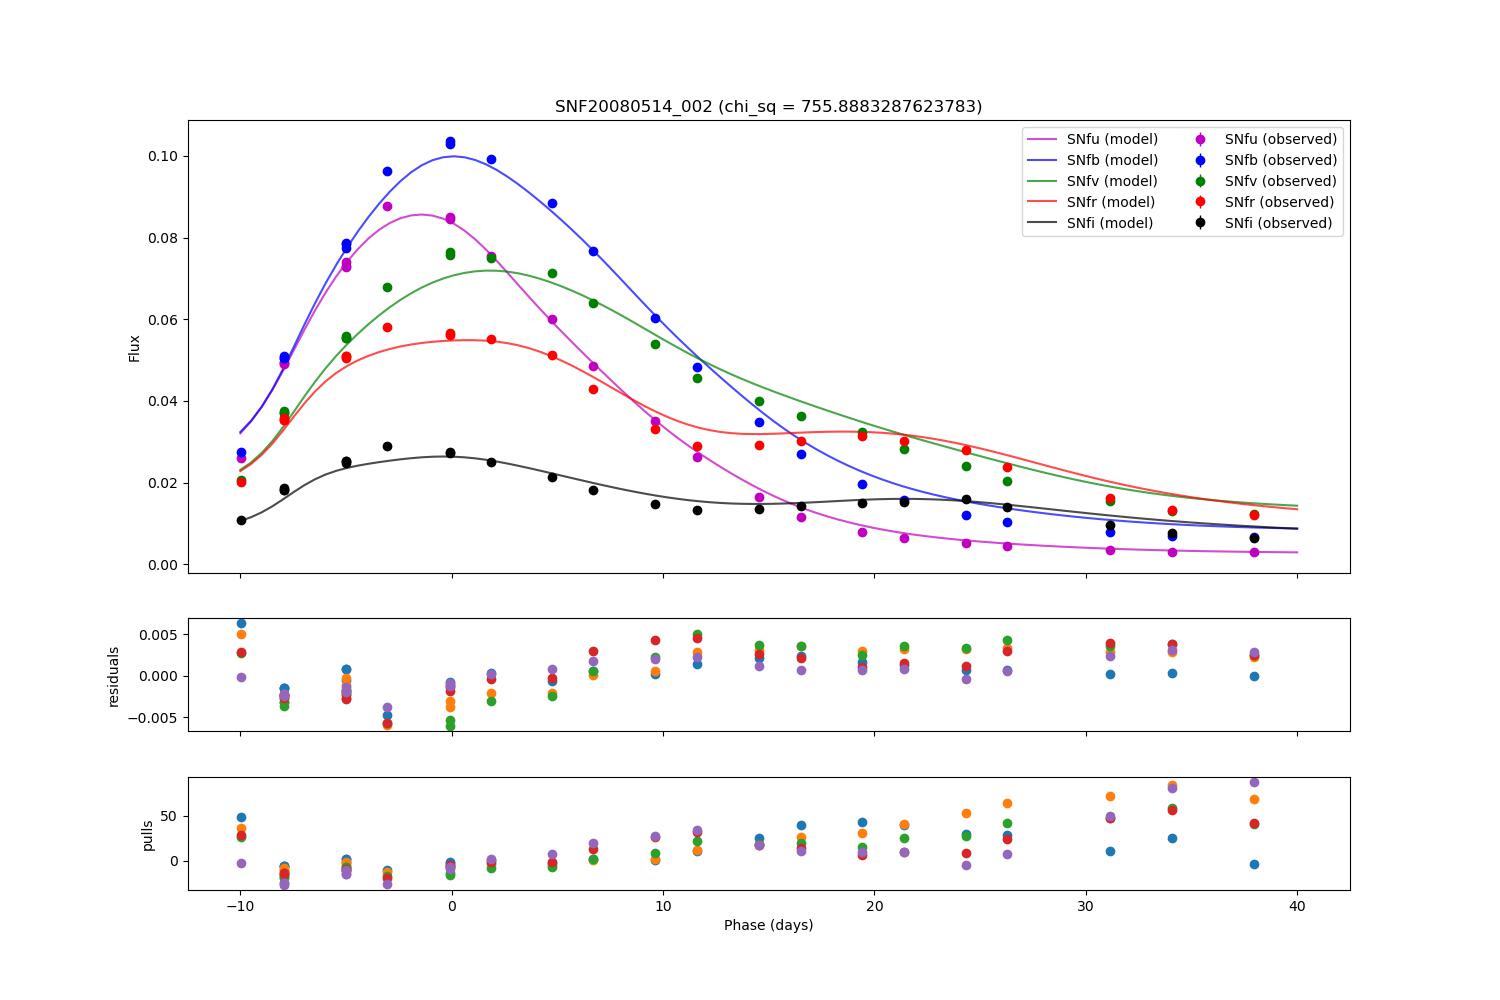 SNF20080514_002 (chi_sq = 755.8883287623783)
SNfu (model) SNfu (observed)
SNfb (model) SNfb (observed)
SNfv (model) SNfv (observed)
SNfr (model) SNfr (observed)
SNfi (model) SNfi (observed)
Flux
0.10
0.08
0.06
0.04
0.02
0.00
residuals
0.005
0.000
−0.005
pulls
50
0
−10 0 10 20 30 40
Phase (days)